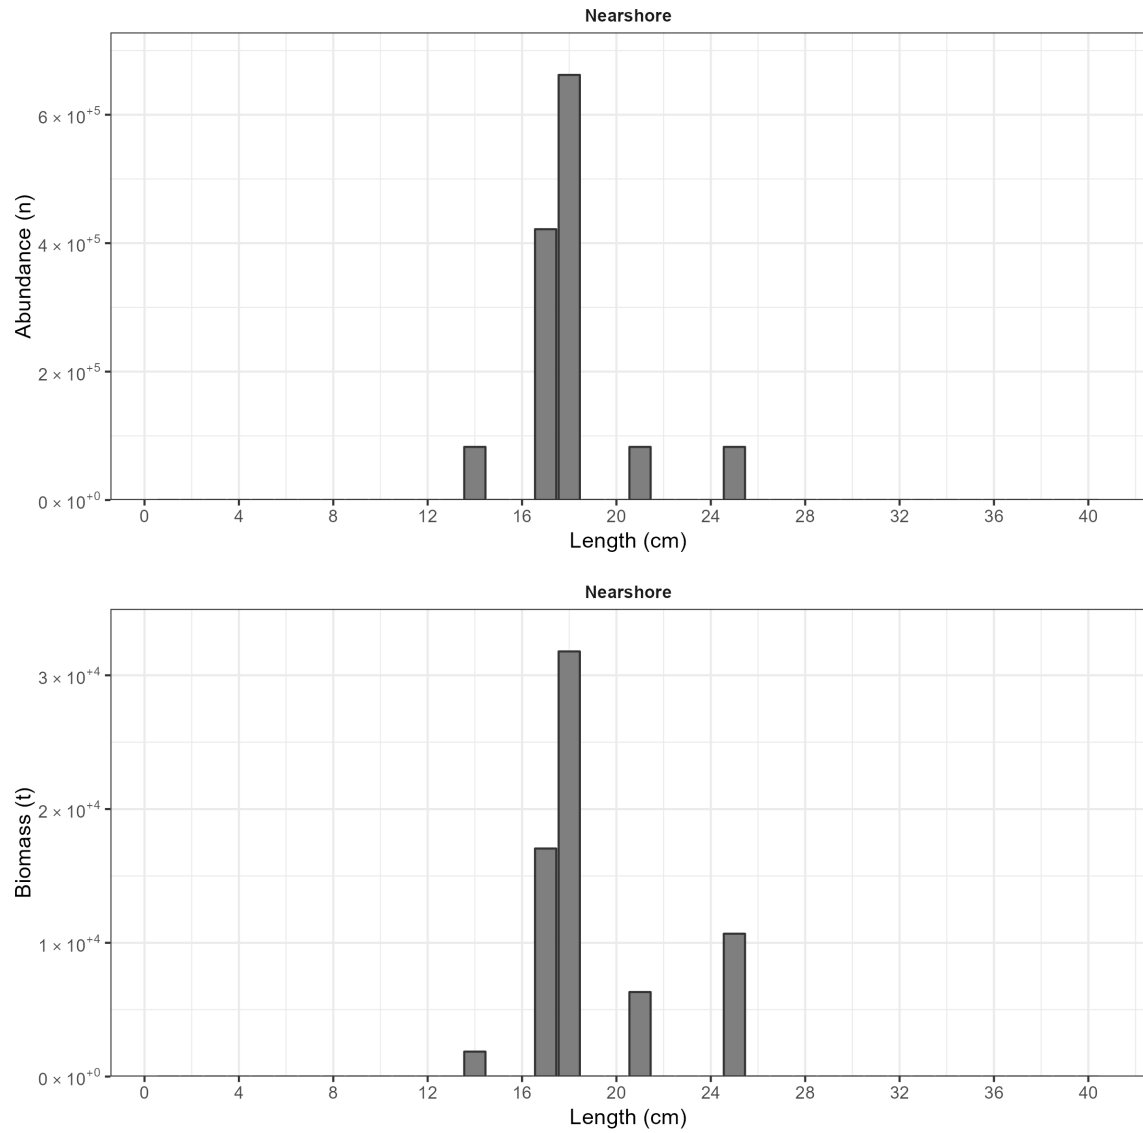 Nearshore
Abundance (n)
6 × 10⁺⁵
4 × 10⁺⁵
2 × 10⁺⁵
0 × 10⁺⁰
0 4 8 12 16 20 24 28 32 36 40
Length (cm)
Nearshore
Biomass (t)
3 × 10⁺⁴
2 × 10⁺⁴
1 × 10⁺⁴
0 × 10⁺⁰
0 4 8 12 16 20 24 28 32 36 40
Length (cm)